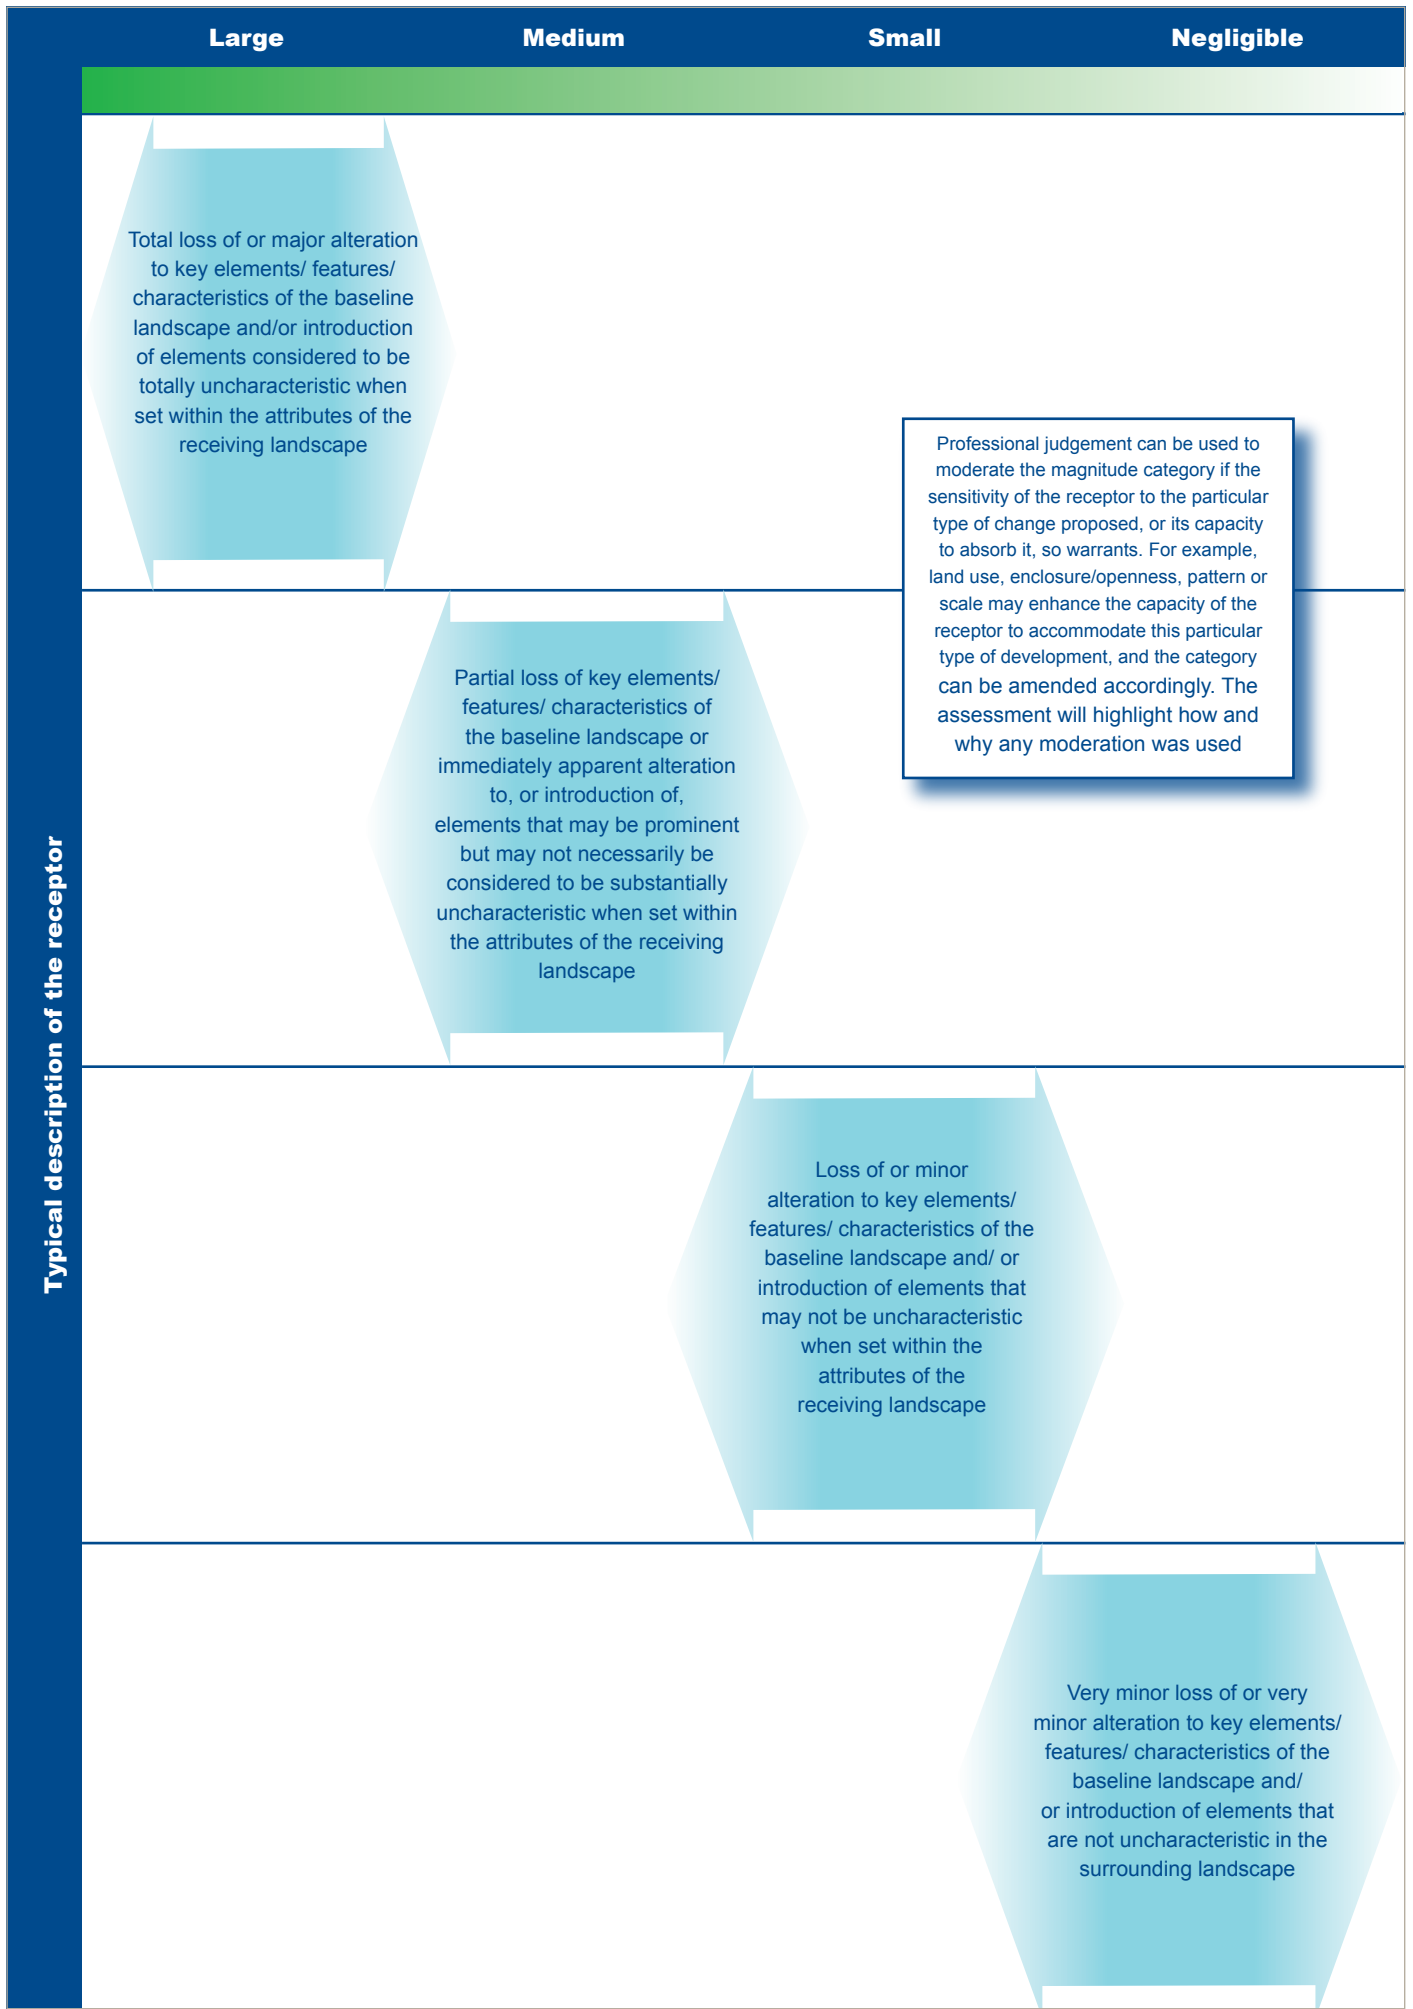 Large Medium Small Negligible
Typical description of the receptor
Total loss of or major alteration
to key elements/ features/
characteristics of the baseline
landscape and/or introduction
of elements considered to be
totally uncharacteristic when
set within the attributes of the
receiving landscape
Professional judgement can be used to
moderate the magnitude category if the
sensitivity of the receptor to the particular
type of change proposed, or its capacity
to absorb it, so warrants. For example,
land use, enclosure/openness, pattern or
scale may enhance the capacity of the
receptor to accommodate this particular
type of development, and the category
can be amended accordingly. The
assessment will highlight how and
why any moderation was used
Partial loss of key elements/
features/ characteristics of
the baseline landscape or
immediately apparent alteration
to, or introduction of,
elements that may be prominent
but may not necessarily be
considered to be substantially
uncharacteristic when set within
the attributes of the receiving
landscape
Loss of or minor
alteration to key elements/
features/ characteristics of the
baseline landscape and/ or
introduction of elements that
may not be uncharacteristic
when set within the
attributes of the
receiving landscape
Very minor loss of or very
minor alteration to key elements/
features/ characteristics of the
baseline landscape and/
or introduction of elements that
are not uncharacteristic in the
surrounding landscape